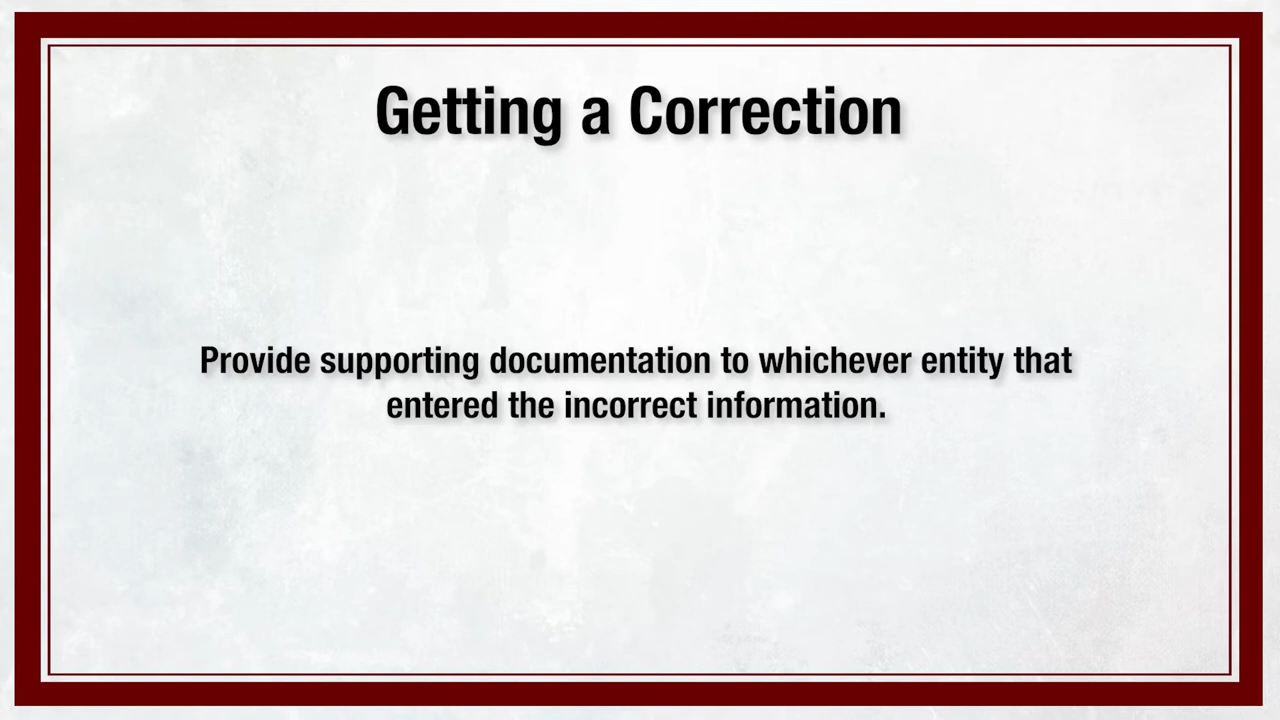 Getting a Correction
Provide supporting documentation to whichever entity that
entered the incorrect information.